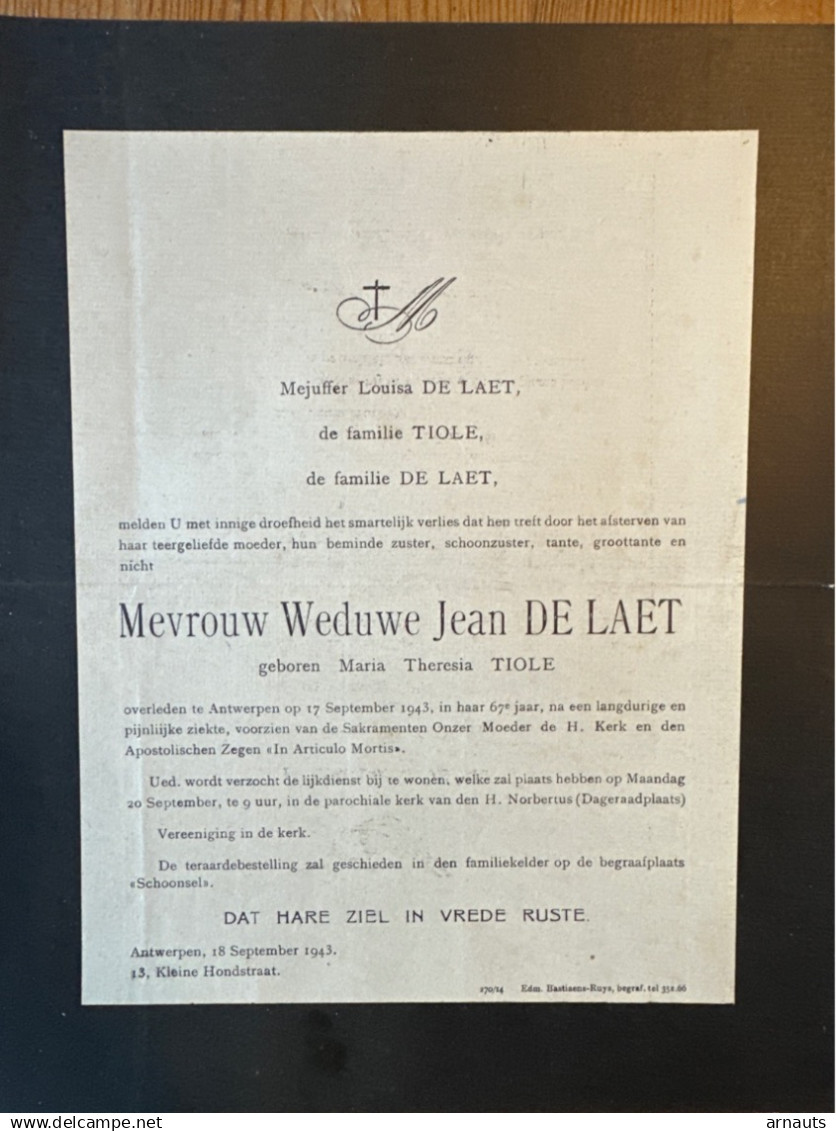 M
Mejuffer Louisa DE LAET,
de familie TIOLE,
de familie DE LAET,
melden U met innige droefheid het smartelijk verlies dat hen treft door het afsterven van
haar teergeliefde moeder, hun beminde zuster, schoonzuster, tante, groottante en
nicht
Mevrouw Weduwe Jean DE LAET
geboren Maria Theresia TIOLE
overleden te Antwerpen op 17 September 1943, in haar 67e jaar, na een langdurige en
pijnliijke ziekte, voorzien van de Sakramenten Onzer Moeder de H. Kerk en den
Apostolischen Zegen «In Articulo Mortis».
Ued. wordt verzocht de lijkdienst bij te wonen, welke zal plaats hebben op Maandag
20 September, te 9 uur, in de parochiale kerk van den H. Norbertus (Dageraadplaats)
Vereeniging in de kerk.
De teraardebestelling zal geschieden in den familiekelder op de begraafplaats
«Schoonsel».
DAT HARE ZIEL IN VREDE RUSTE.
Antwerpen, 18 September 1943.
13, Kleine Hondstraat.
270/14 Edm. Bastiaens-Ruys, begraf. tel 352.66
www.delcampe.net
arnauts